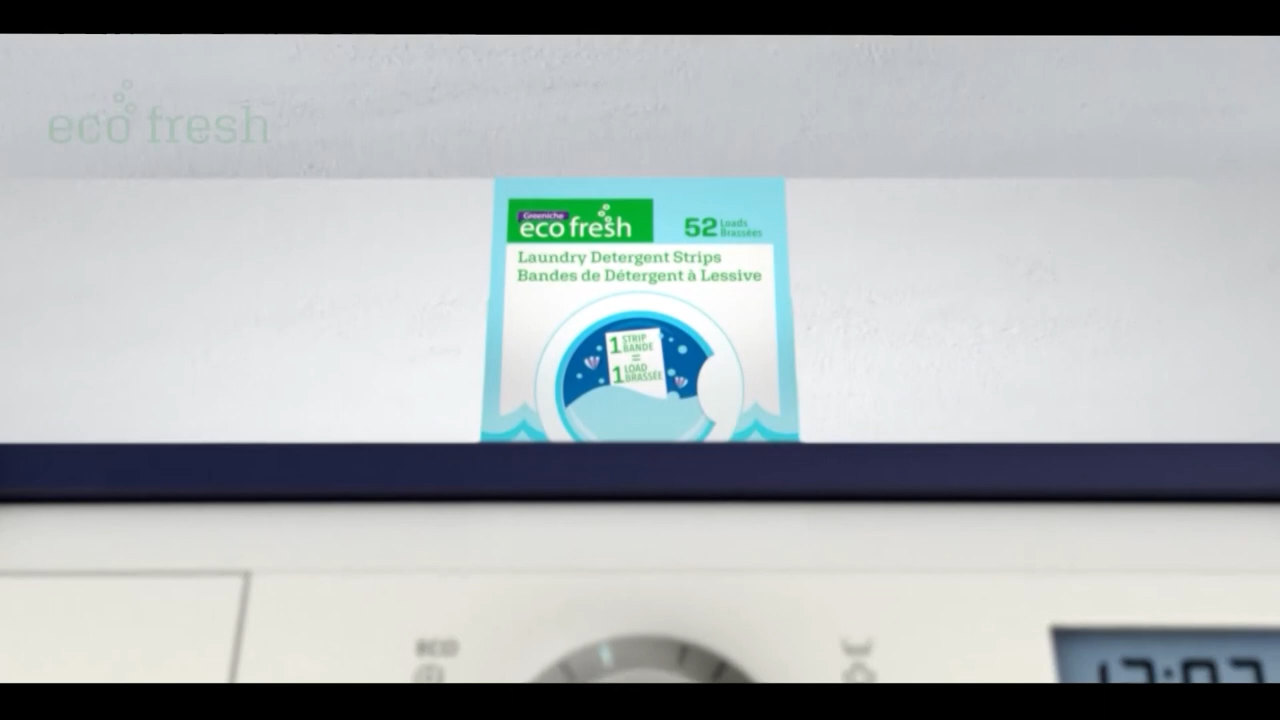 eco fresh
Greeniche
eco fresh
52 Loads
Brassées
Laundry Detergent Strips
Bandes de Détergent à Lessive
1 STRIP
BANDE
=
1 LOAD
BRASSÉE
ECO